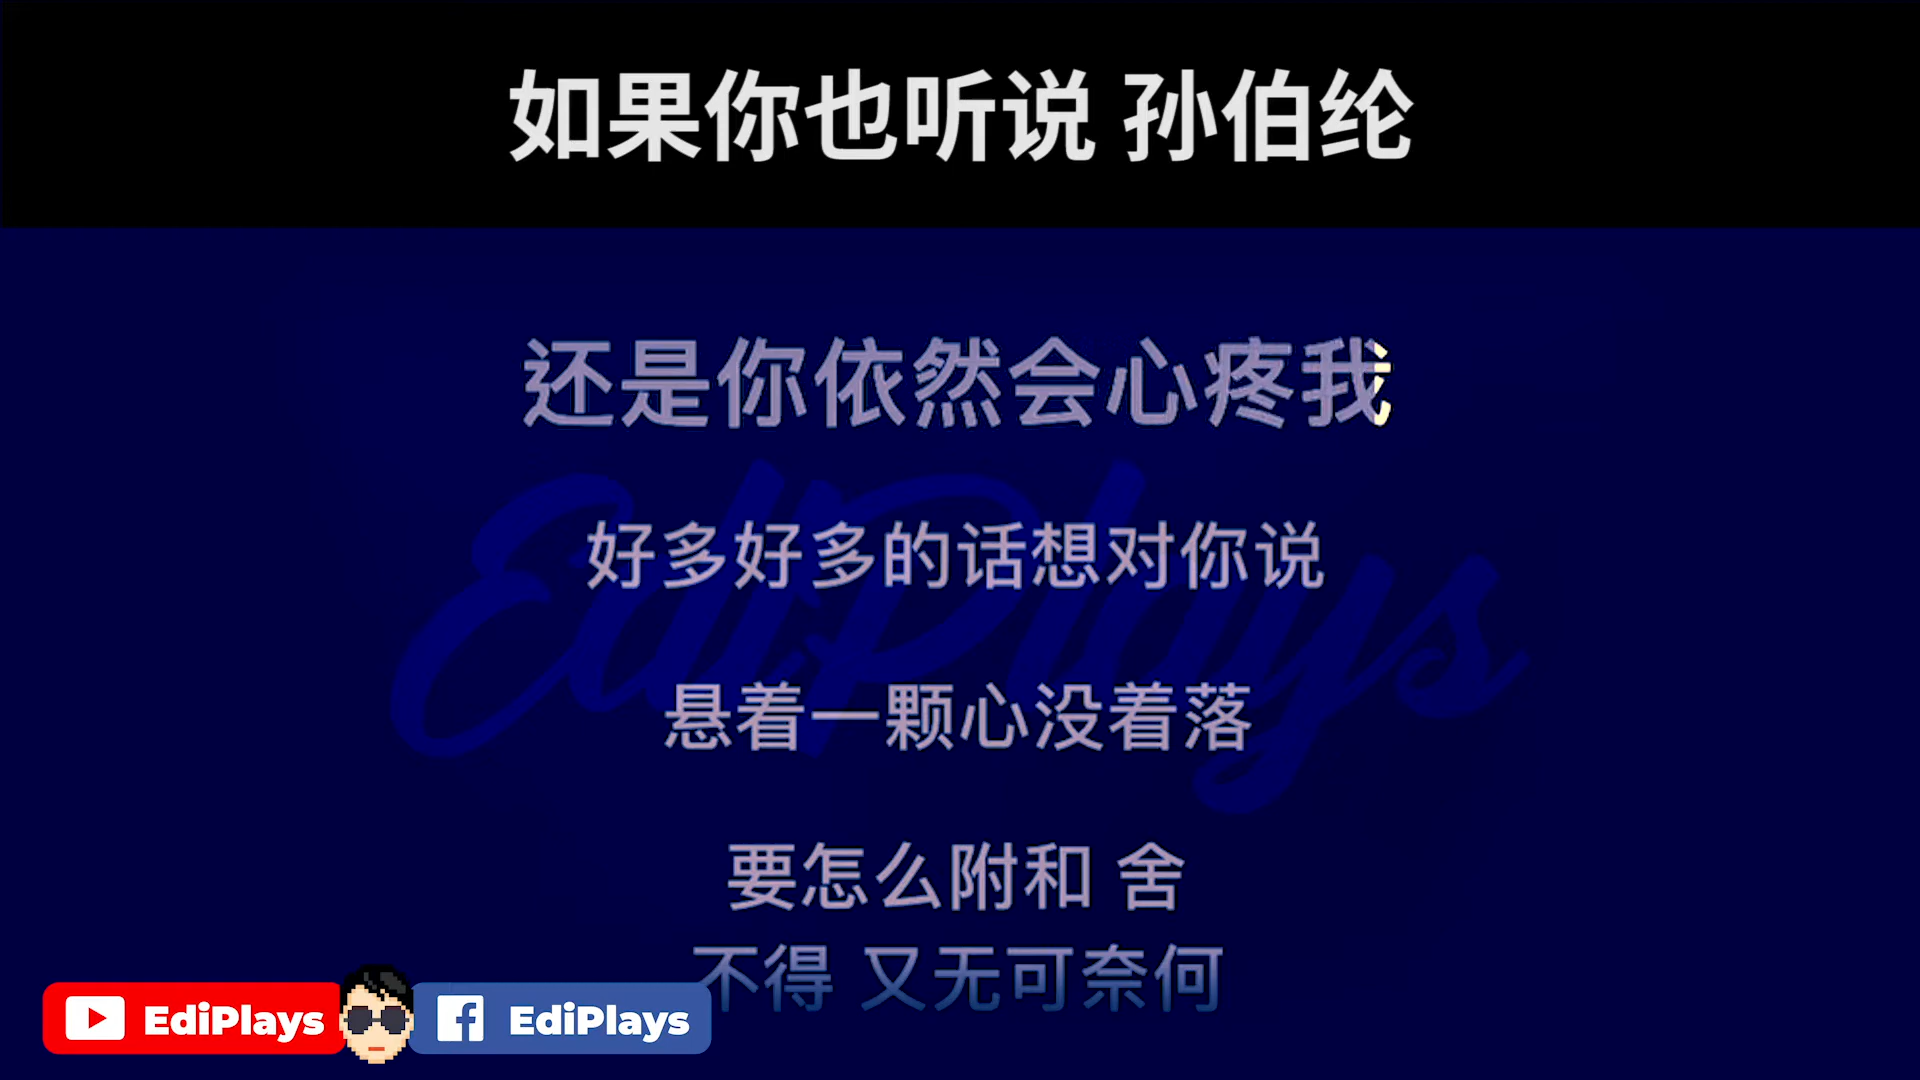 如果你也听说 孙伯纶
还是你依然会心疼我
好多好多的话想对你说
悬着一颗心没着落
要怎么附和 舍
不得 又无可奈何
EdiPlays
EdiPlays
EdiPlays